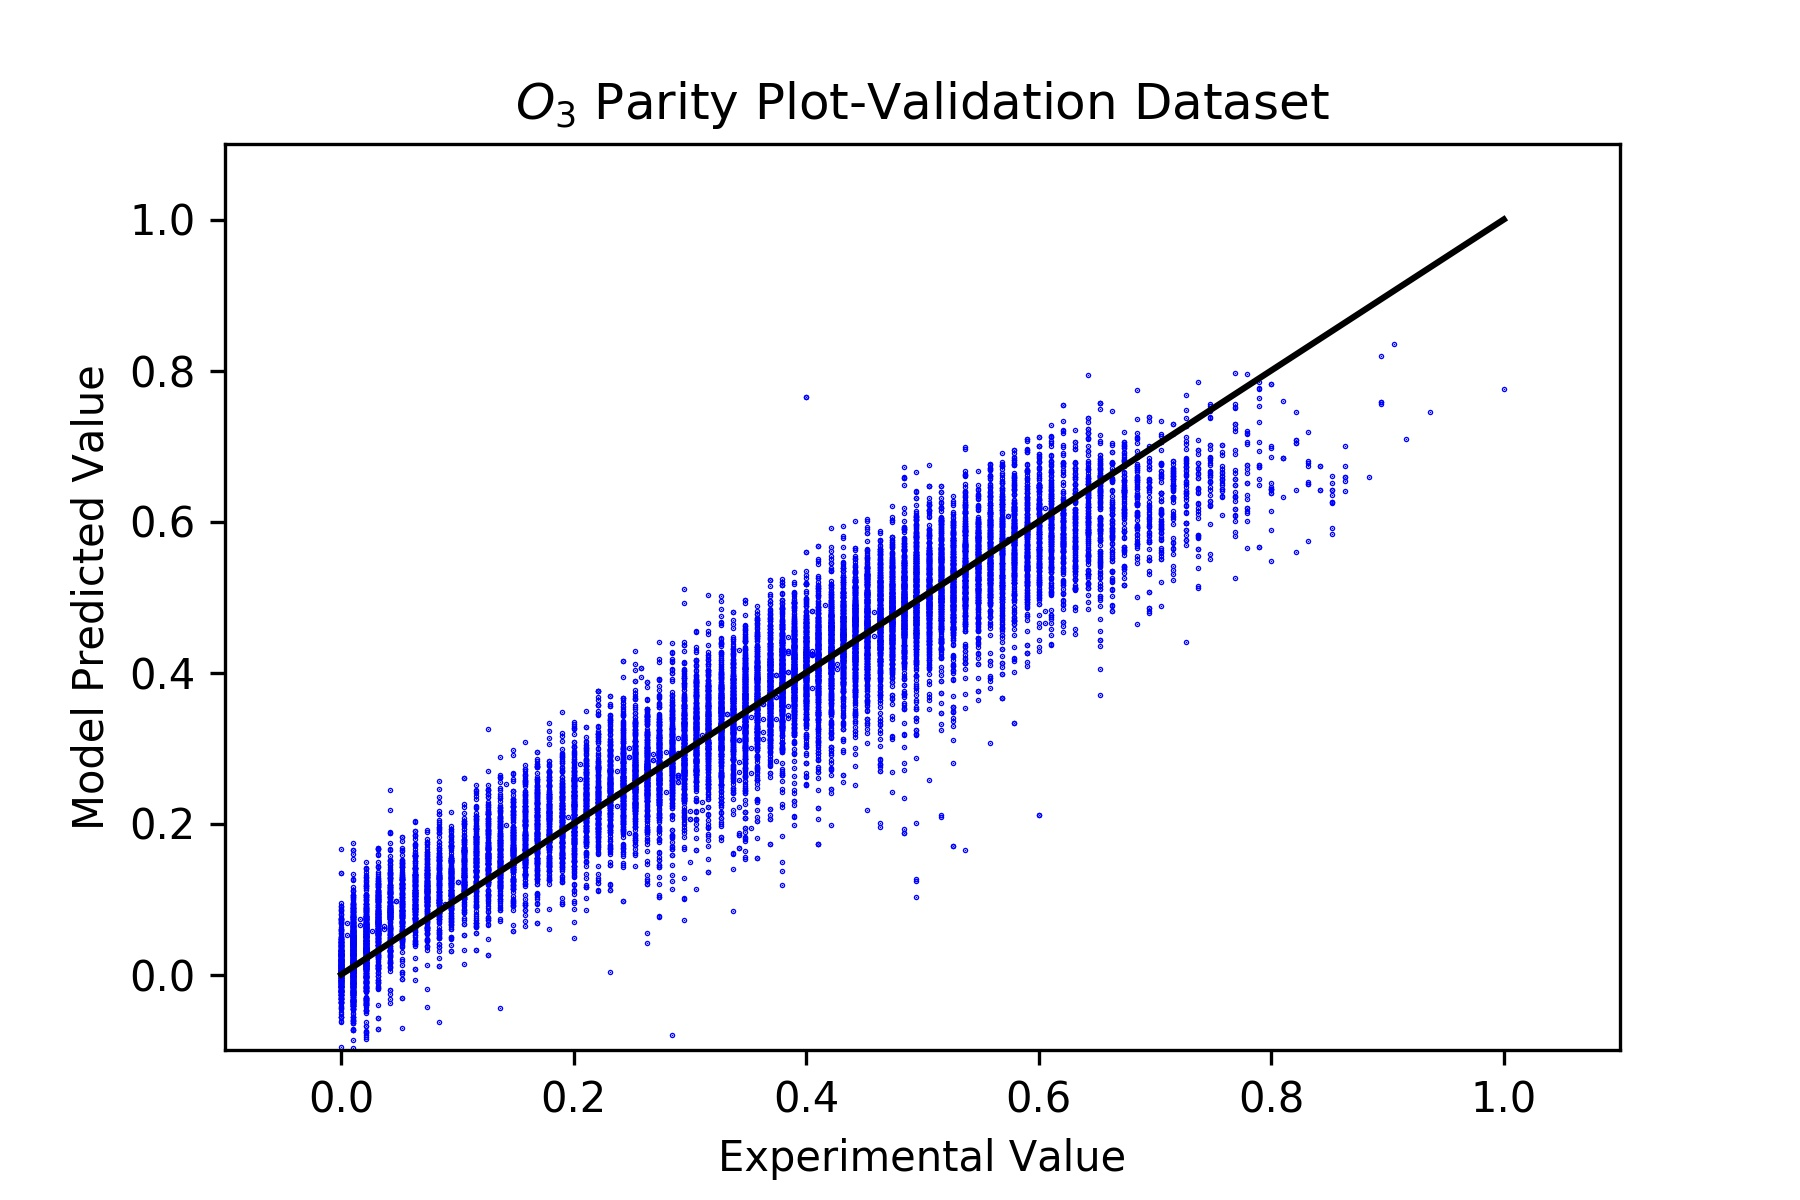 O₃ Parity Plot-Validation Dataset
Model Predicted Value
1.0
0.8
0.6
0.4
0.2
0.0
0.0 0.2 0.4 0.6 0.8 1.0
Experimental Value